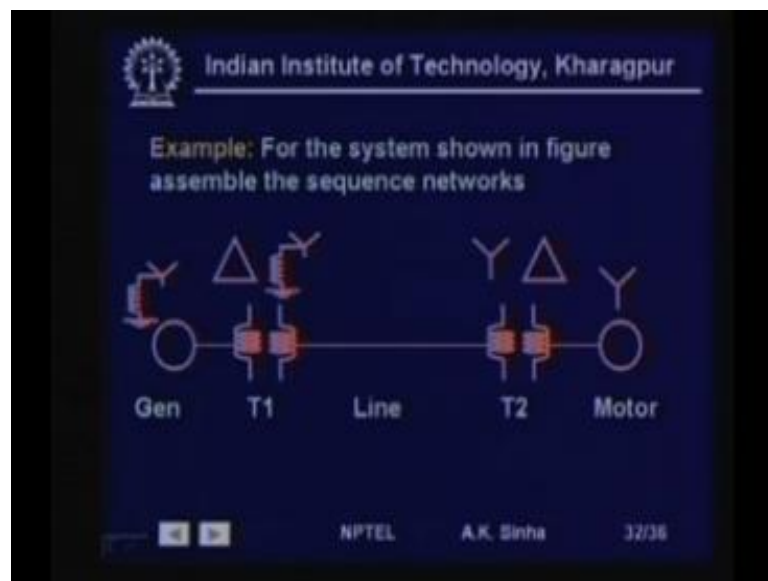 Indian Institute of Technology, Kharagpur
Example: For the system shown in figure
assemble the sequence networks
Gen T1 Line T2 Motor
NPTEL A.K. Sinha 32/36